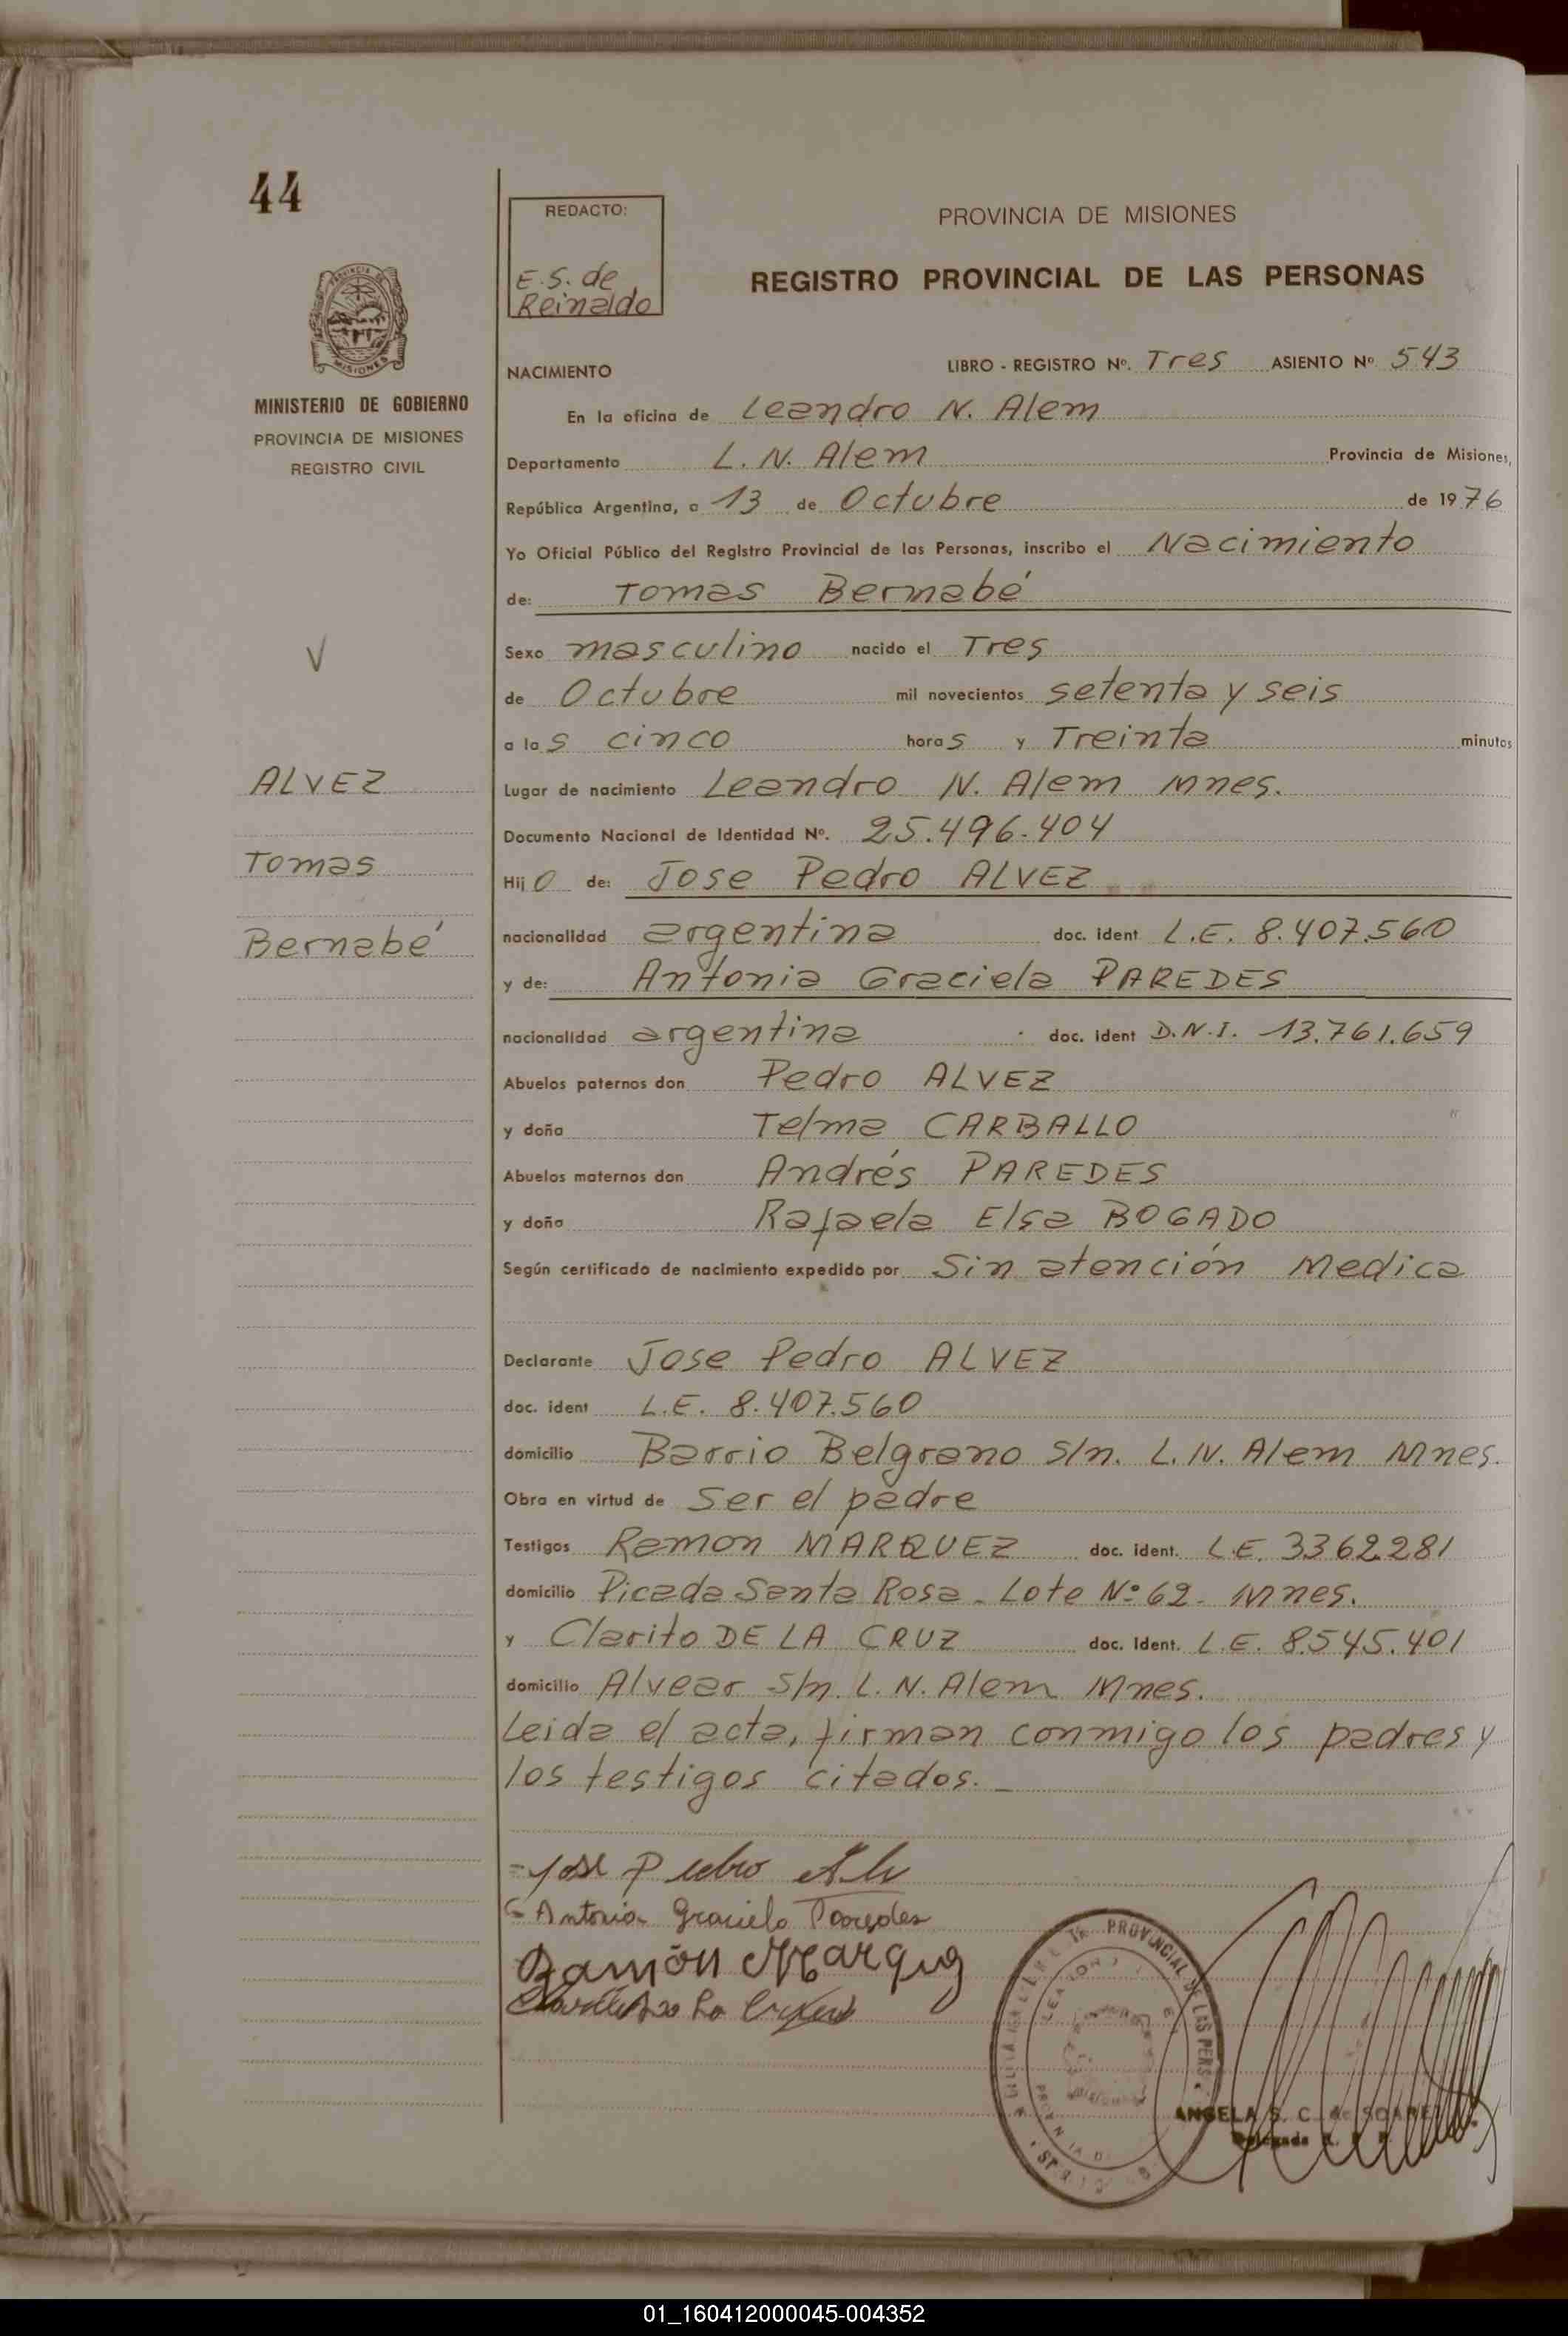 44
REDACTO:
E.S. de
Reinaldo
PROVINCIA DE MISIONES
REGISTRO PROVINCIAL DE LAS PERSONAS
MISIONES
MINISTERIO DE GOBIERNO
PROVINCIA DE MISIONES
REGISTRO CIVIL
NACIMIENTO
LIBRO - REGISTRO Nº. Tres ASIENTO Nº 543
En la oficina de Leandro N. Alem
Departamento L. N. Alem Provincia de Misiones,
República Argentina, a 13 de Octubre de 1976
Yo Oficial Público del Registro Provincial de las Personas, inscribo el Nacimiento
de: Tomas Bernabé
Sexo masculino nacido el Tres
de Octubre mil novecientos setenta y seis
a las cinco horas y Treinta minutos
ALVEZ
Tomas
Bernabé
Lugar de nacimiento Leandro N. Alem Mnes.
Documento Nacional de Identidad Nº. 25.496.404
Hijo de: Jose Pedro ALVEZ
nacionalidad argentina doc. ident L.E. 8.407.560
y de: Antonia Graciela PAREDES
nacionalidad argentina doc. ident D.N.I. 13.761.659
Abuelos paternos don Pedro ALVEZ
y doña Telma CARBALLO
Abuelos maternos don Andrés PAREDES
y doña Rafaela Elsa BOGADO
Según certificado de nacimiento expedido por Sin atención Medica
Declarante Jose Pedro ALVEZ
doc. ident L.E. 8.407.560
domicilio Barrio Belgrano s/n. L. N. Alem Mnes.
Obra en virtud de Ser el padre
Testigos Ramon MARQUEZ doc. ident. L.E. 3362281
domicilio Picada Santa Rosa - Lote Nº 62 - Mnes.
y Clarito DE LA CRUZ doc. Ident. L.E. 8.545.401
domicilio Alvear s/n. L. N. Alem Mnes.
Leida el acta, firman conmigo los padres y
los testigos citados. -
Jose Pedro Alv
Antonia Graciela Paredes
Ramón Marques
PROVINCIAL DE LAS PERS
ANGELA S. C. de SOAREZ
Delegada R. P. P.
01_160412000045-004352